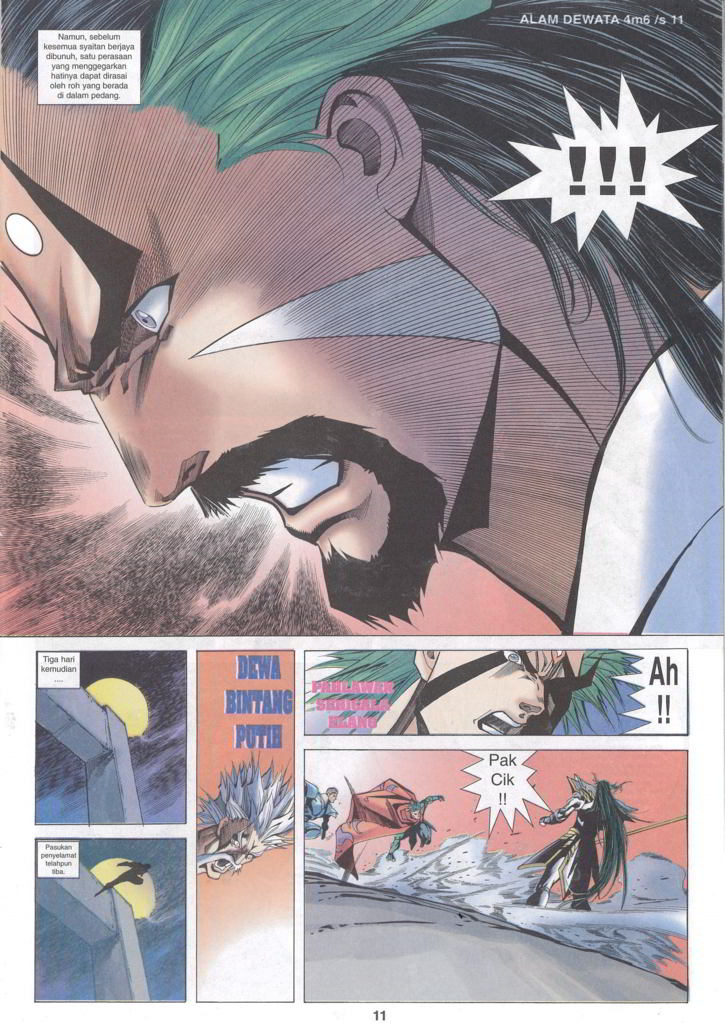 ALAM DEWATA 4m6 /s 11
Namun, sebelum
kesemua syaitan berjaya
dibunuh, satu perasaan
yang menggegarkan
hatinya dapat dirasai
oleh roh yang berada
di dalam pedang.
!!!
Tiga hari
kemudian
....
Pasukan
penyelamat
telahpun
tiba.
DEWA
BINTANG
PUTIH
PAHLAWAN
SERIGALA
ELANG
Ah
!!
Pak
Cik
!!
11